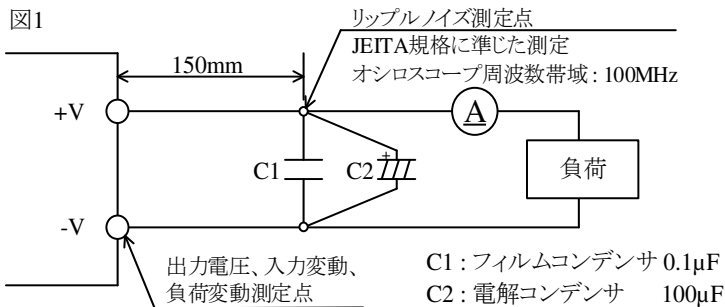 図1
リップルノイズ測定点
JEITA規格に準じた測定
オシロスコープ周波数帯域：100MHz
150mm
+V
A
C1
+
C2
負荷
-V
出力電圧、入力変動、
負荷変動測定点
C1：フィルムコンデンサ 0.1µF
C2：電解コンデンサ 100µF